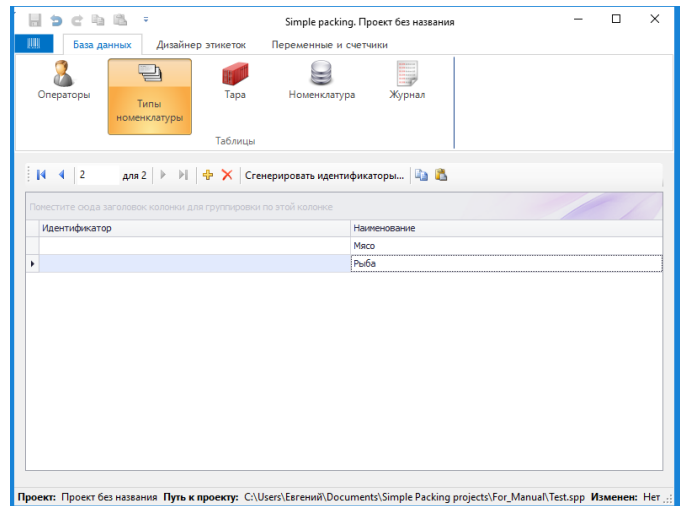 Simple packing. Проект без названия
База данных Дизайнер этикеток Переменные и счетчики
Операторы Типы номенклатуры Тара Номенклатура Журнал
Таблицы
2 для 2 Сгенерировать идентификаторы...
Поместите сюда заголовок колонки для группировки по этой колонке
Идентификатор Наименование
Мясо
Рыба
Проект: Проект без названия Путь к проекту: C:\Users\Евгений\Documents\Simple Packing projects\For_Manual\Test.spp Изменен: Нет